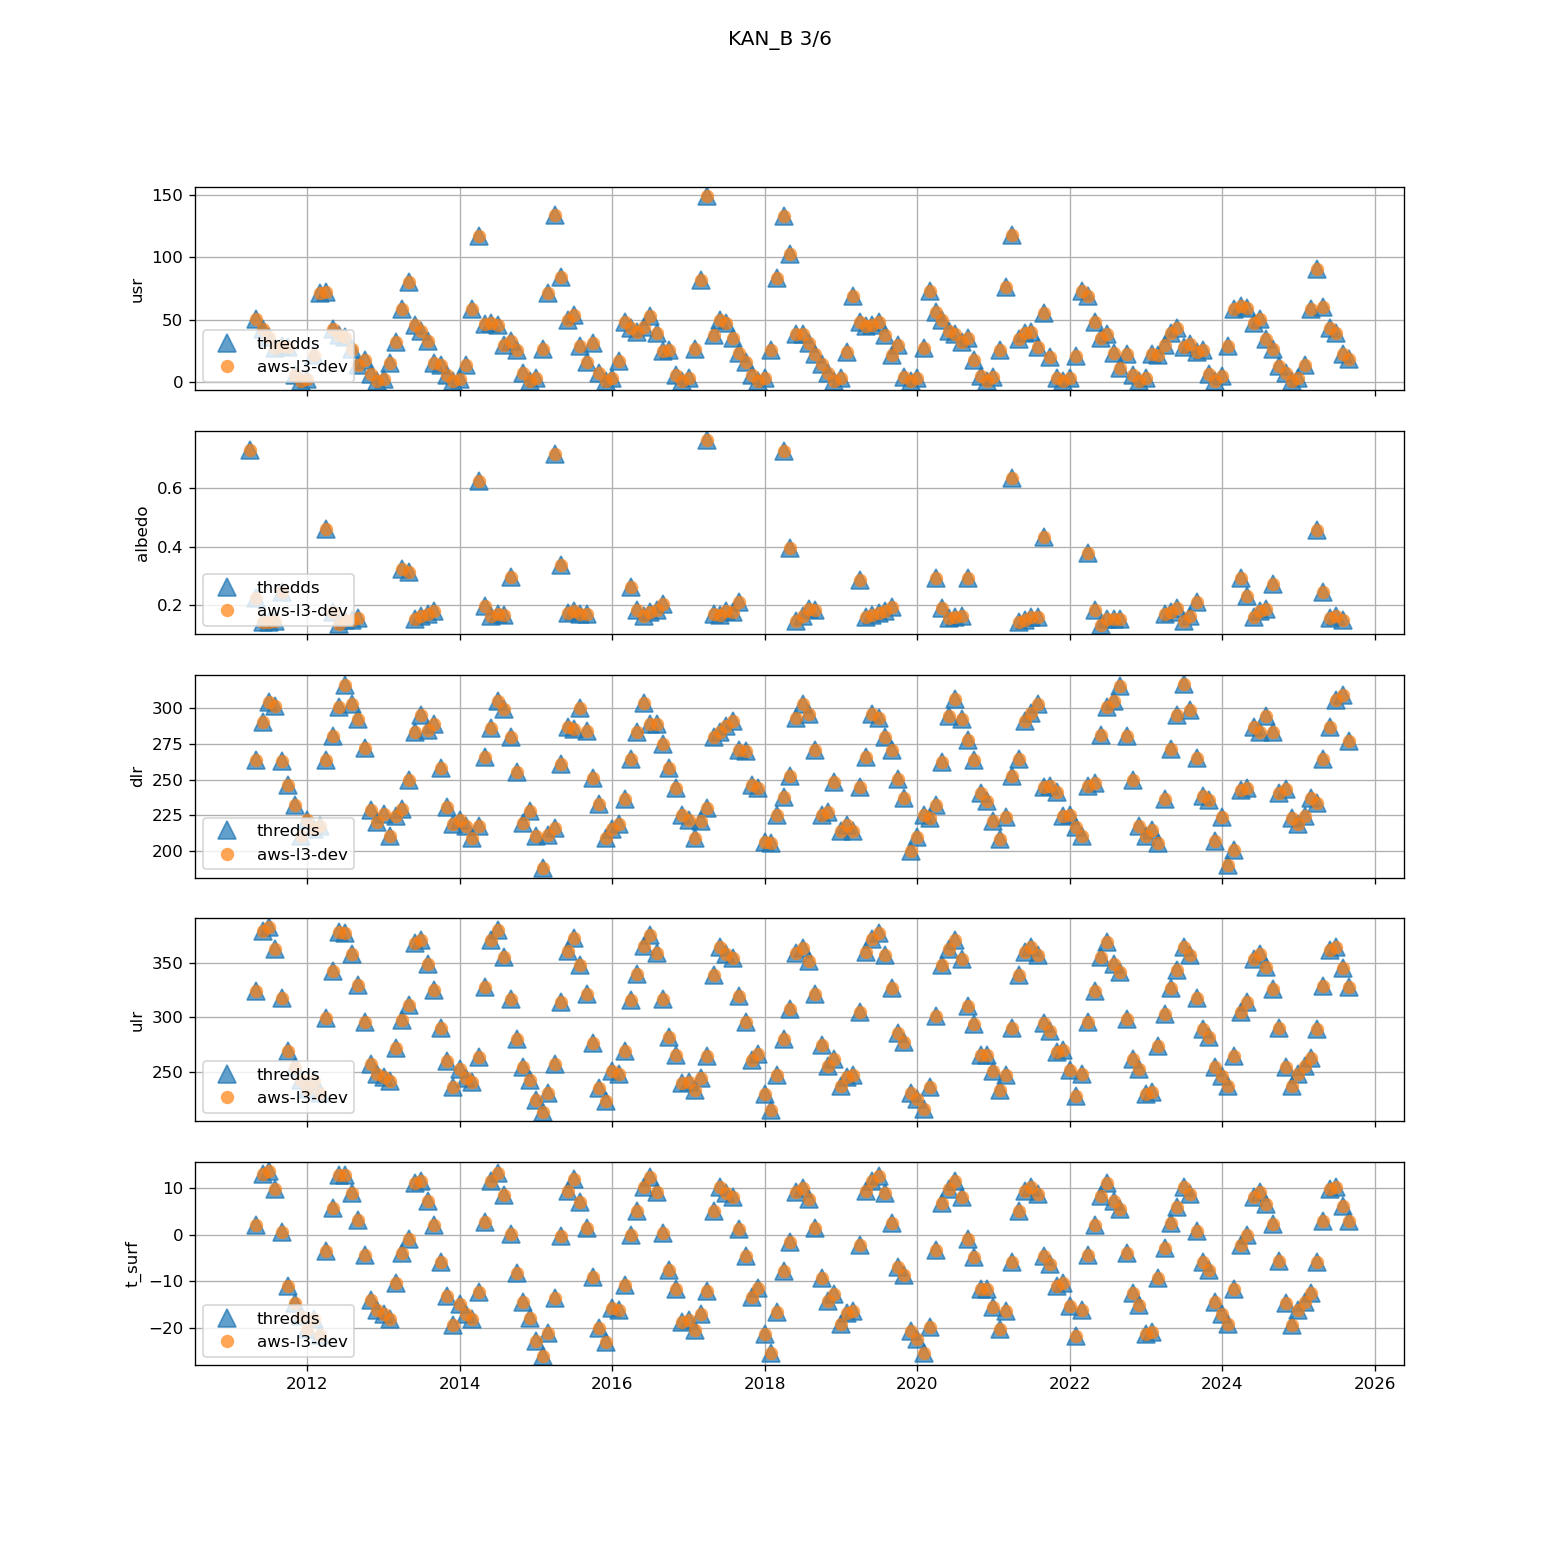 KAN_B 3/6
150
100
50
0
usr
thredds
aws-l3-dev
0.6
0.4
0.2
albedo
thredds
aws-l3-dev
300
275
250
225
200
dlr
thredds
aws-l3-dev
350
300
250
ulr
thredds
aws-l3-dev
10
0
−10
−20
t_surf
thredds
aws-l3-dev
2012 2014 2016 2018 2020 2022 2024 2026